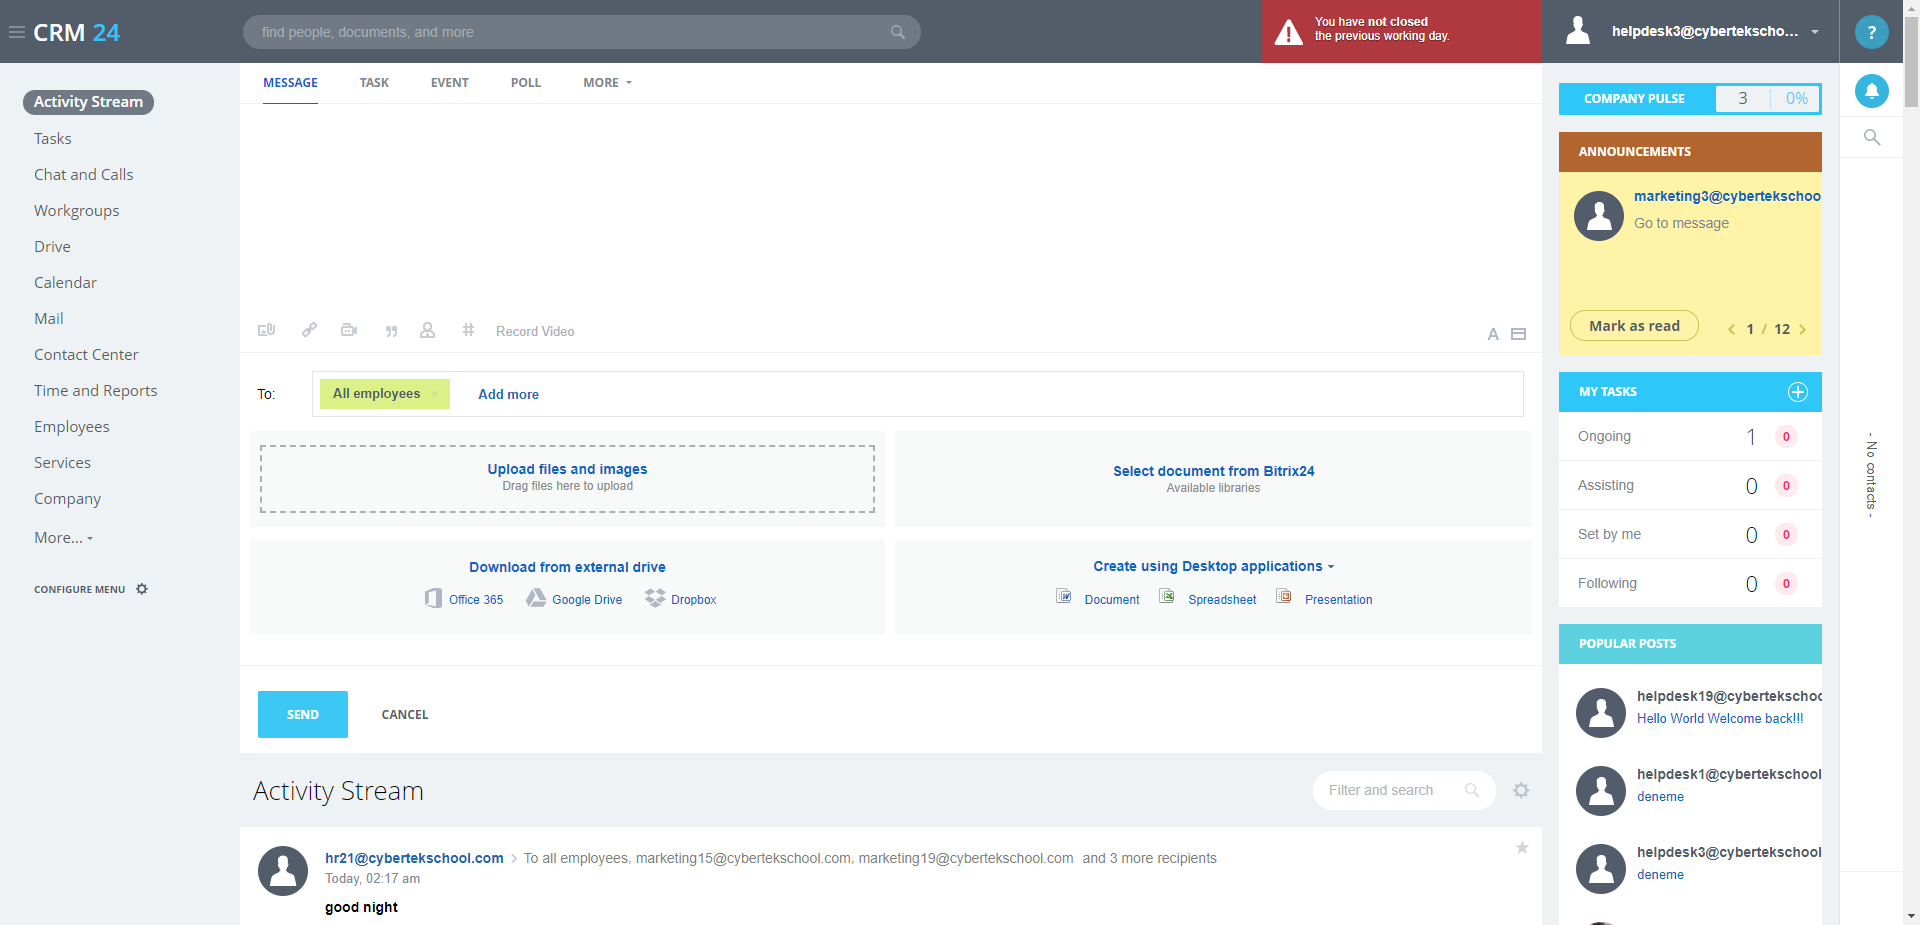 CRM 24
find people, documents, and more
You have not closed
the previous working day.
helpdesk3@cyberteksscho...
?
Activity Stream
Tasks
Chat and Calls
Workgroups
Drive
Calendar
Mail
Contact Center
Time and Reports
Employees
Services
Company
More...
CONFIGURE MENU
MESSAGE
TASK
EVENT
POLL
MORE
Record Video
A
To:
All employees ×
Add more
Upload files and images
Drag files here to upload
Select document from Bitrix24
Available libraries
Download from external drive
Office 365
Google Drive
Dropbox
Create using Desktop applications
Document
Spreadsheet
Presentation
SEND
CANCEL
Activity Stream
Filter and search
hr21@cybertekschool.com > To all employees, marketing15@cybertekschool.com, marketing19@cybertekschool.com and 3 more recipients
Today, 02:17 am
good night
COMPANY PULSE
3
0%
ANNOUNCEMENTS
marketing3@cybertekschoo
Go to message
Mark as read
1 / 12
MY TASKS
Ongoing 1 0
Assisting 0 0
Set by me 0 0
Following 0 0
POPULAR POSTS
helpdesk19@cybertekschoo
Hello World Welcome back!!!
helpdesk1@cybertekschool
deneme
helpdesk3@cybertekschool
deneme
- No contacts -